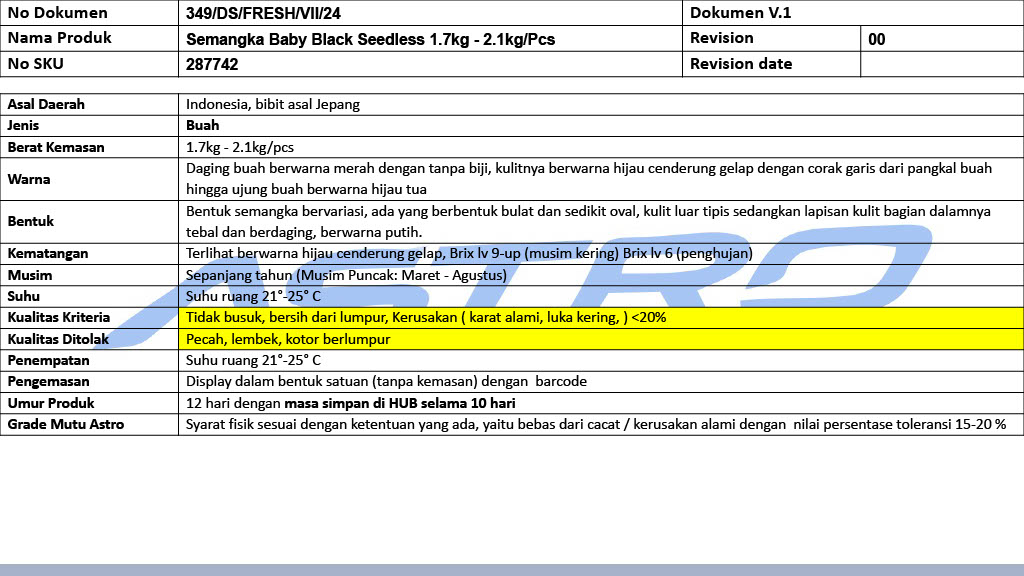 No Dokumen 349/DS/FRESH/VII/24 Dokumen V.1
Nama Produk Semangka Baby Black Seedless 1.7kg - 2.1kg/Pcs Revision 00
No SKU 287742 Revision date
Asal Daerah Indonesia, bibit asal Jepang
Jenis Buah
Berat Kemasan 1.7kg - 2.1kg/pcs
Warna Daging buah berwarna merah dengan tanpa biji, kulitnya berwarna hijau cenderung gelap dengan corak garis dari pangkal buah
hingga ujung buah berwarna hijau tua
Bentuk Bentuk semangka bervariasi, ada yang berbentuk bulat dan sedikit oval, kulit luar tipis sedangkan lapisan kulit bagian dalamnya
tebal dan berdaging, berwarna putih.
Kematangan Terlihat berwarna hijau cenderung gelap, Brix lv 9-up (musim kering) Brix lv 6 (penghujan)
Musim Sepanjang tahun (Musim Puncak: Maret - Agustus)
Suhu Suhu ruang 21°-25° C
Kualitas Kriteria Tidak busuk, bersih dari lumpur, Kerusakan ( karat alami, luka kering, ) <20%
Kualitas Ditolak Pecah, lembek, kotor berlumpur
Penempatan Suhu ruang 21°-25° C
Pengemasan Display dalam bentuk satuan (tanpa kemasan) dengan  barcode
Umur Produk 12 hari dengan masa simpan di HUB selama 10 hari
Grade Mutu Astro Syarat fisik sesuai dengan ketentuan yang ada, yaitu bebas dari cacat / kerusakan alami dengan  nilai persentase toleransi 15-20 %
ASTRO